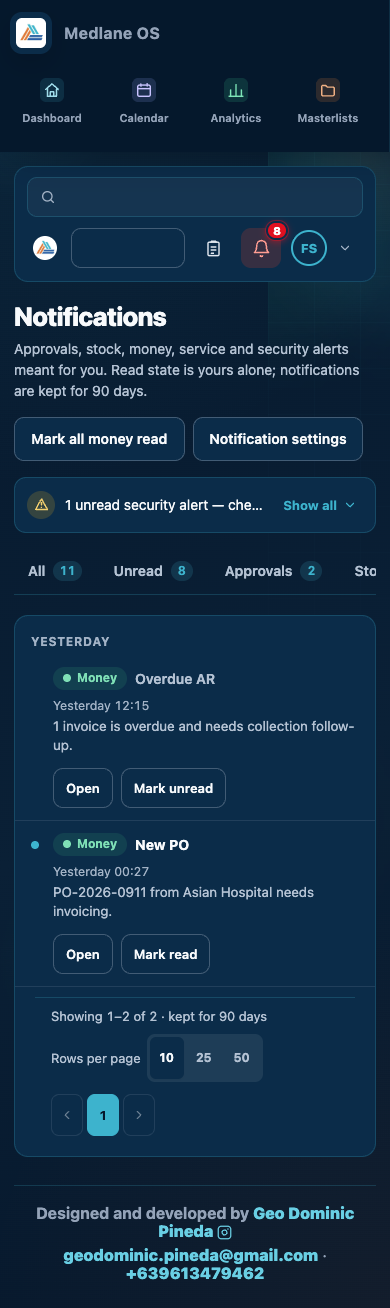 Medlane OS
Dashboard
Calendar
Analytics
Masterlists
8
FS
Notifications
Approvals, stock, money, service and security alerts
meant for you. Read state is yours alone; notifications
are kept for 90 days.
Mark all money read
Notification settings
1 unread security alert — che...
Show all
All 11
Unread 8
Approvals 2
Sto
YESTERDAY
Money Overdue AR
Yesterday 12:15
1 invoice is overdue and needs collection follow-
up.
Open
Mark unread
Money New PO
Yesterday 00:27
PO-2026-0911 from Asian Hospital needs
invoicing.
Open
Mark read
Showing 1–2 of 2 · kept for 90 days
Rows per page 10 25 50
1
Designed and developed by Geo Dominic
Pineda
geodominic.pineda@gmail.com ·
+639613479462